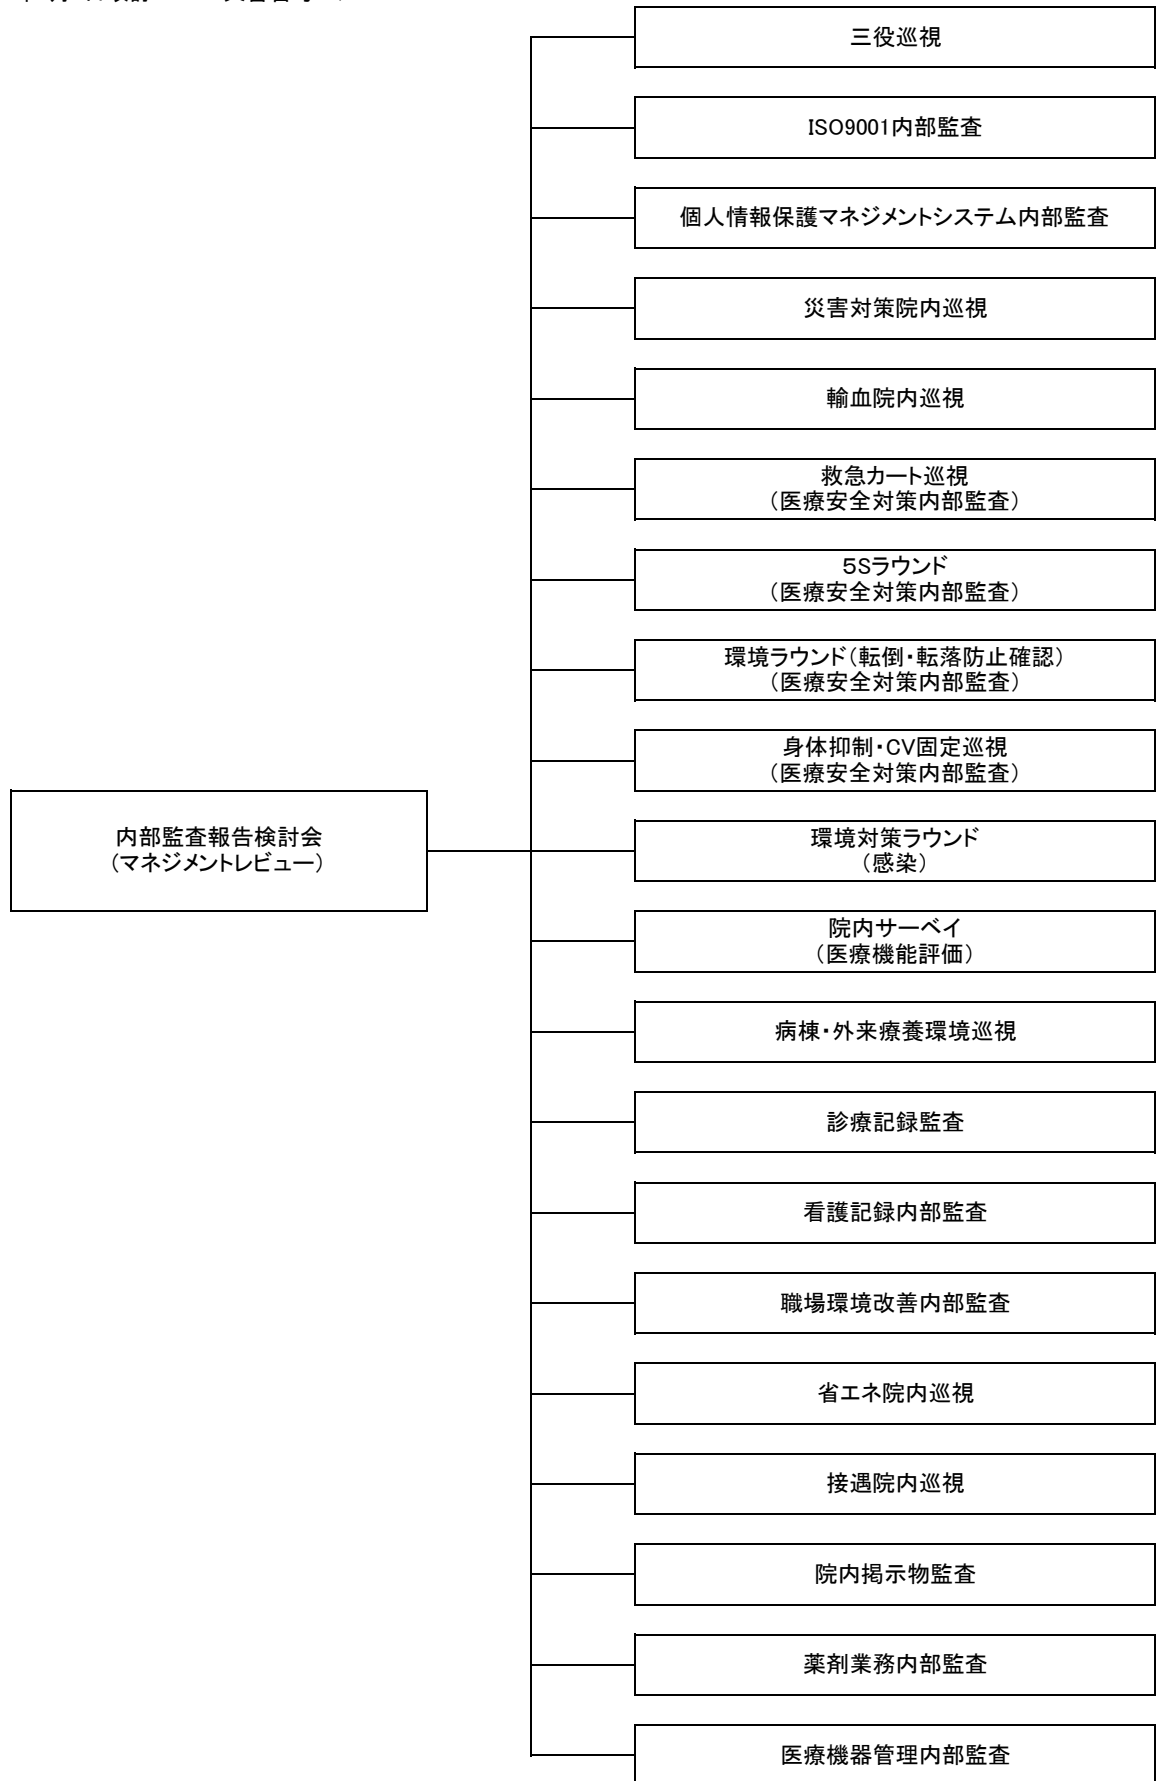 三役巡視
ISO9001内部監査
個人情報保護マネジメントシステム内部監査
災害対策院内巡視
輸血院内巡視
救急カート巡視
（医療安全対策内部監査）
５Sラウンド
（医療安全対策内部監査）
環境ラウンド（転倒・転落防止確認）
（医療安全対策内部監査）
身体抑制・CV固定巡視
（医療安全対策内部監査）
内部監査報告検討会
（マネジメントレビュー）
環境対策ラウンド
（感染）
院内サーベイ
（医療機能評価）
病棟・外来療養環境巡視
診療記録監査
看護記録内部監査
職場環境改善内部監査
省エネ院内巡視
接遇院内巡視
院内掲示物監査
薬剤業務内部監査
医療機器管理内部監査